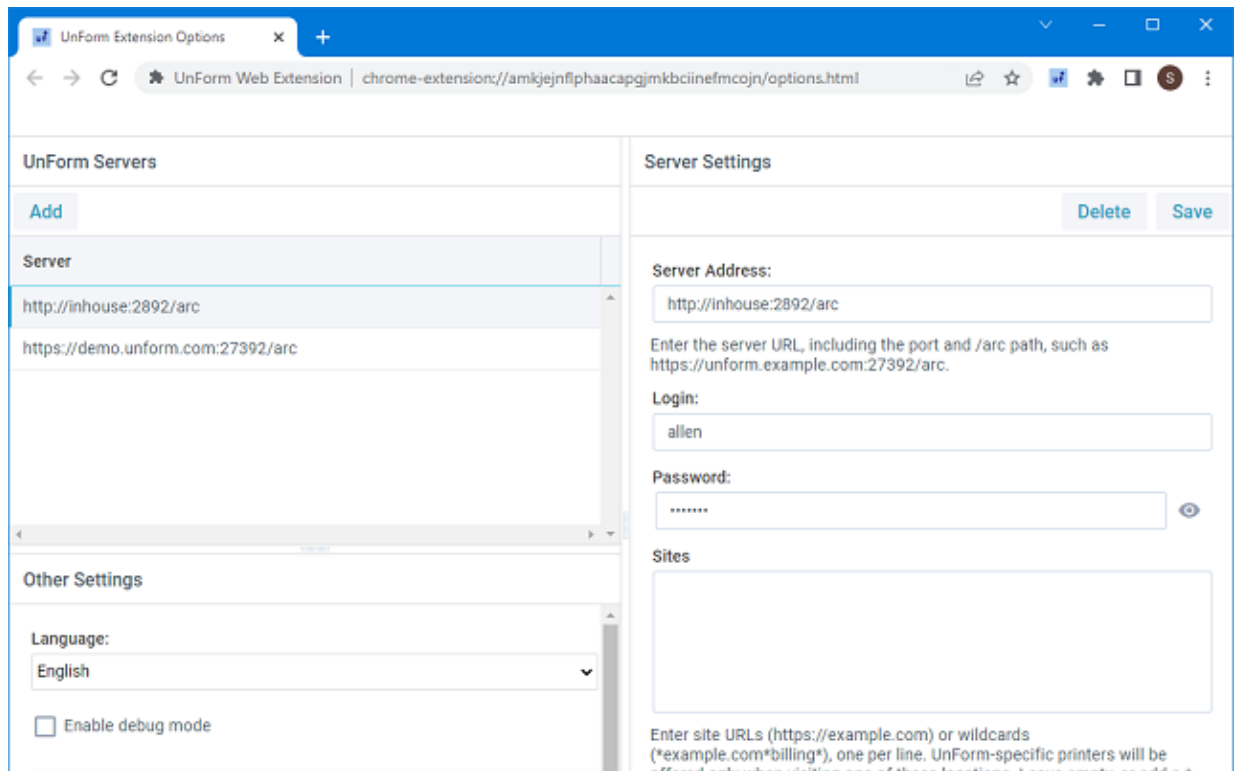 UnForm Extension Options
UnForm Web Extension | chrome-extension://amkjejnflphaacapgjmkbciinefmcojn/options.html
S
UnForm Servers
Add
Server
http://inhouse:2892/arc
https://demo.unform.com:27392/arc
Other Settings
Language:
English
Enable debug mode
Server Settings
Delete Save
Server Address:
http://inhouse:2892/arc
Enter the server URL, including the port and /arc path, such as
https://unform.example.com:27392/arc.
Login:
allen
Password:
•••••••
Sites
Enter site URLs (https://example.com) or wildcards
(*example.com*billing*), one per line. UnForm-specific printers will be